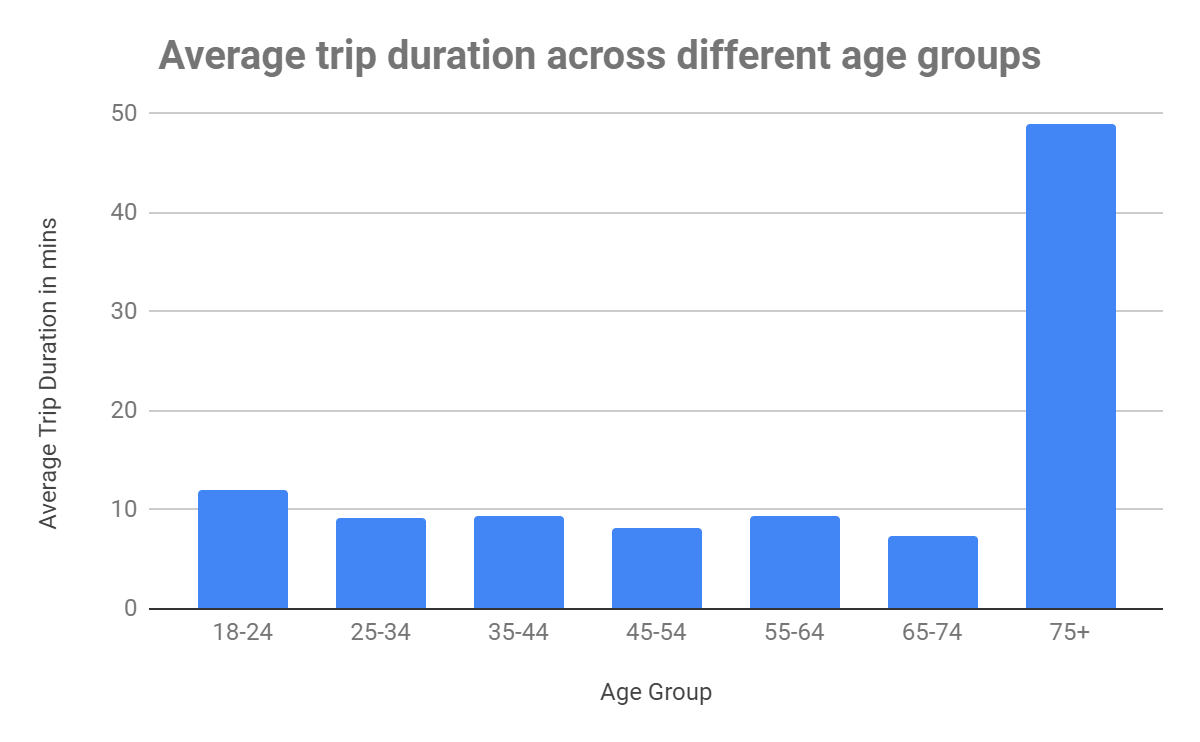 Average trip duration across different age groups
Average Trip Duration in mins
50
40
30
20
10
0
18-24 25-34 35-44 45-54 55-64 65-74 75+
Age Group